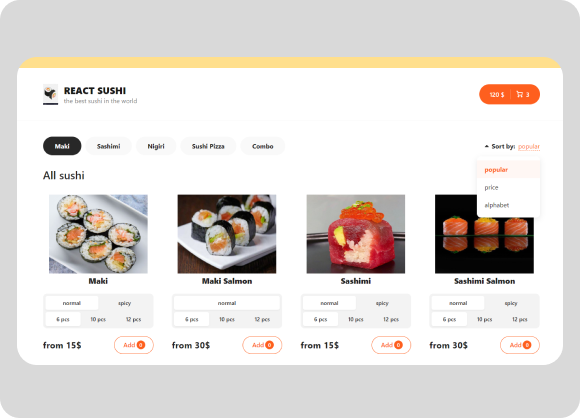 REACT SUSHI
the best sushi in the world
120 $ 3
Maki Sashimi Nigiri Sushi Pizza Combo
Sort by: popular
popular
price
alphabet
All sushi
Maki Maki Salmon Sashimi Sashimi Salmon
normal spicy normal normal spicy normal spicy
6 pcs 10 pcs 12 pcs 6 pcs 10 pcs 12 pcs 6 pcs 10 pcs 12 pcs 6 pcs 10 pcs 12 pcs
from 15$ Add 0 from 30$ Add 0 from 15$ Add 0 from 30$ Add 0